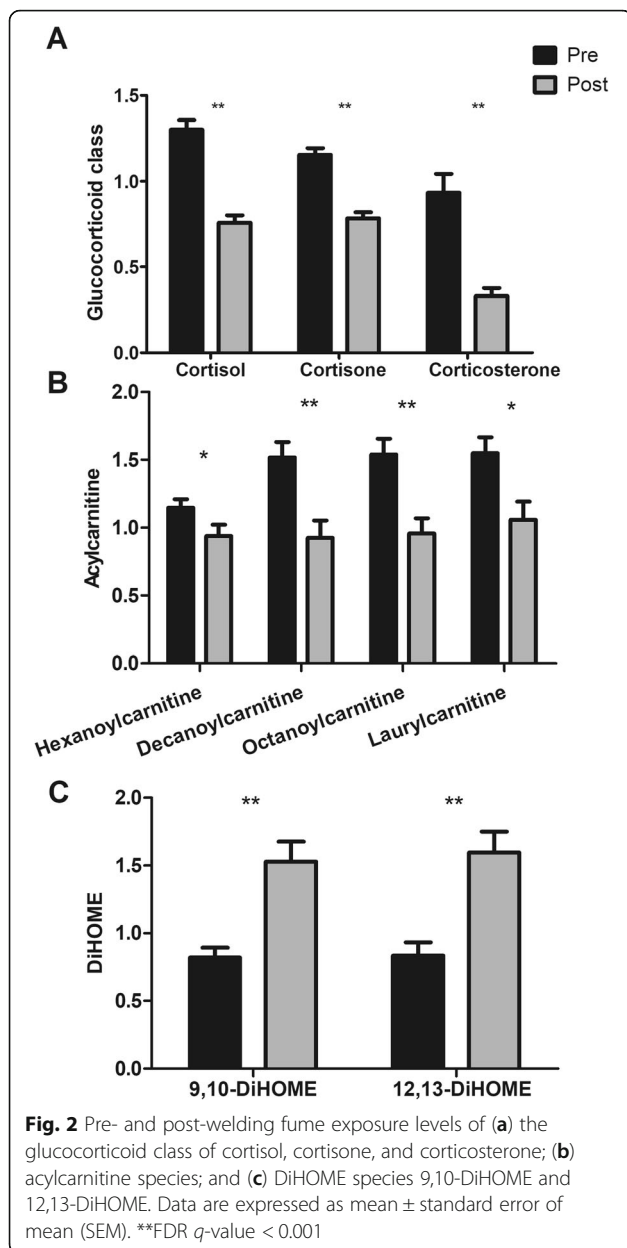 A
Pre
Post
Glucocorticoid class
1.5
1.0
0.5
0.0
** ** **
Cortisol Cortisone Corticosterone
B
Acylcarnitine
2.0
1.5
1.0
0.5
0.0
* ** ** *
Hexanoylcarnitine Decanoylcarnitine Octanoylcarnitine Laurylcarnitine
C
DiHOME
2.0
1.5
1.0
0.5
0.0
** **
9,10-DiHOME 12,13-DiHOME
Fig. 2 Pre- and post-welding fume exposure levels of (a) the
glucocorticoid class of cortisol, cortisone, and corticosterone; (b)
acylcarnitine species; and (c) DiHOME species 9,10-DiHOME and
12,13-DiHOME. Data are expressed as mean ± standard error of
mean (SEM). **FDR q-value < 0.001